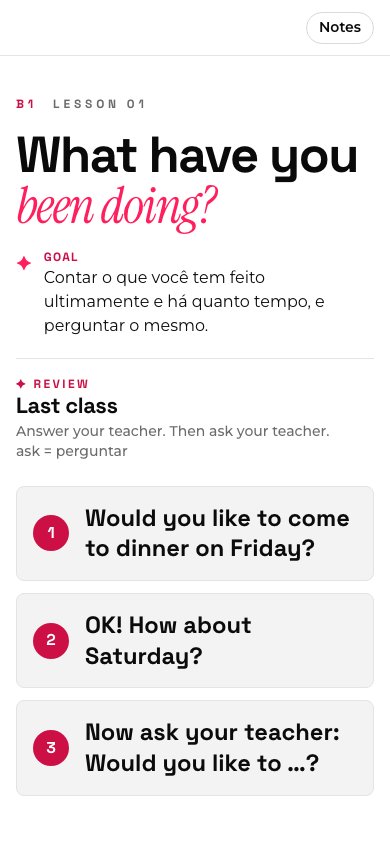 Notes
B1 LESSON 01
What have you
been doing?
GOAL
Contar o que você tem feito
ultimamente e há quanto tempo, e
perguntar o mesmo.
REVIEW
Last class
Answer your teacher. Then ask your teacher.
ask = perguntar
1 Would you like to come
to dinner on Friday?
2 OK! How about
Saturday?
3 Now ask your teacher:
Would you like to ...?